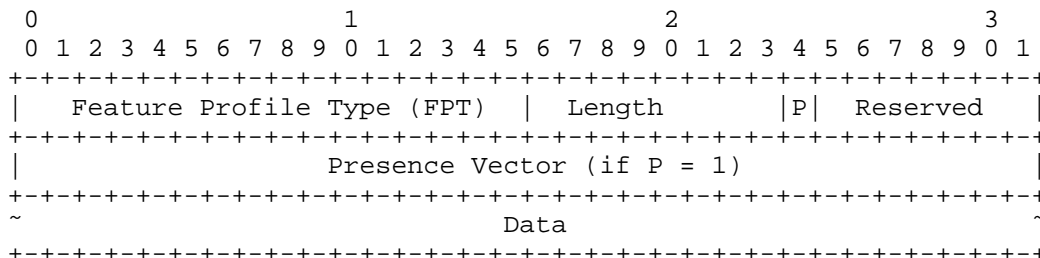 0                   1                   2                   3
 0 1 2 3 4 5 6 7 8 9 0 1 2 3 4 5 6 7 8 9 0 1 2 3 4 5 6 7 8 9 0 1
+-+-+-+-+-+-+-+-+-+-+-+-+-+-+-+-+-+-+-+-+-+-+-+-+-+-+-+-+-+-+-+-+
|   Feature Profile Type (FPT)  |  Length       |P|  Reserved   |
+-+-+-+-+-+-+-+-+-+-+-+-+-+-+-+-+-+-+-+-+-+-+-+-+-+-+-+-+-+-+-+-+
|                   Presence Vector (if P = 1)                  |
+-+-+-+-+-+-+-+-+-+-+-+-+-+-+-+-+-+-+-+-+-+-+-+-+-+-+-+-+-+-+-+-+
~                              Data                             ~
+-+-+-+-+-+-+-+-+-+-+-+-+-+-+-+-+-+-+-+-+-+-+-+-+-+-+-+-+-+-+-+-+